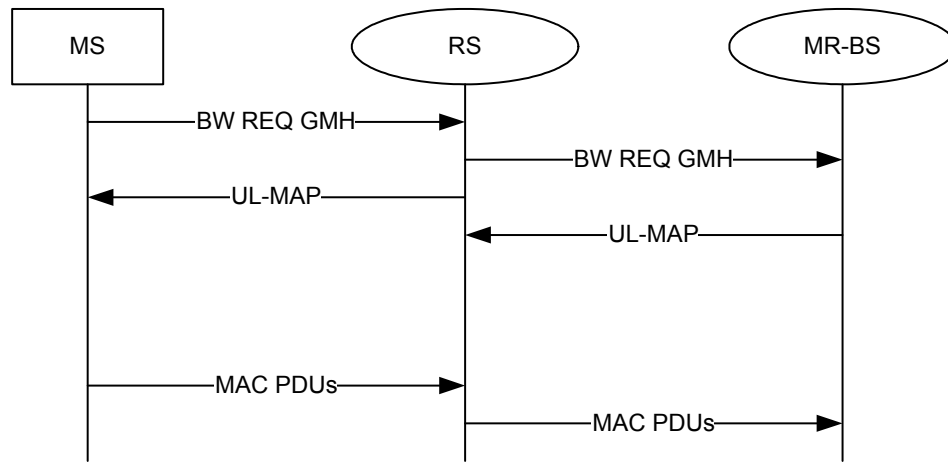 MS
RS
MR-BS
BW REQ GMH
BW REQ GMH
UL-MAP
UL-MAP
MAC PDUs
MAC PDUs